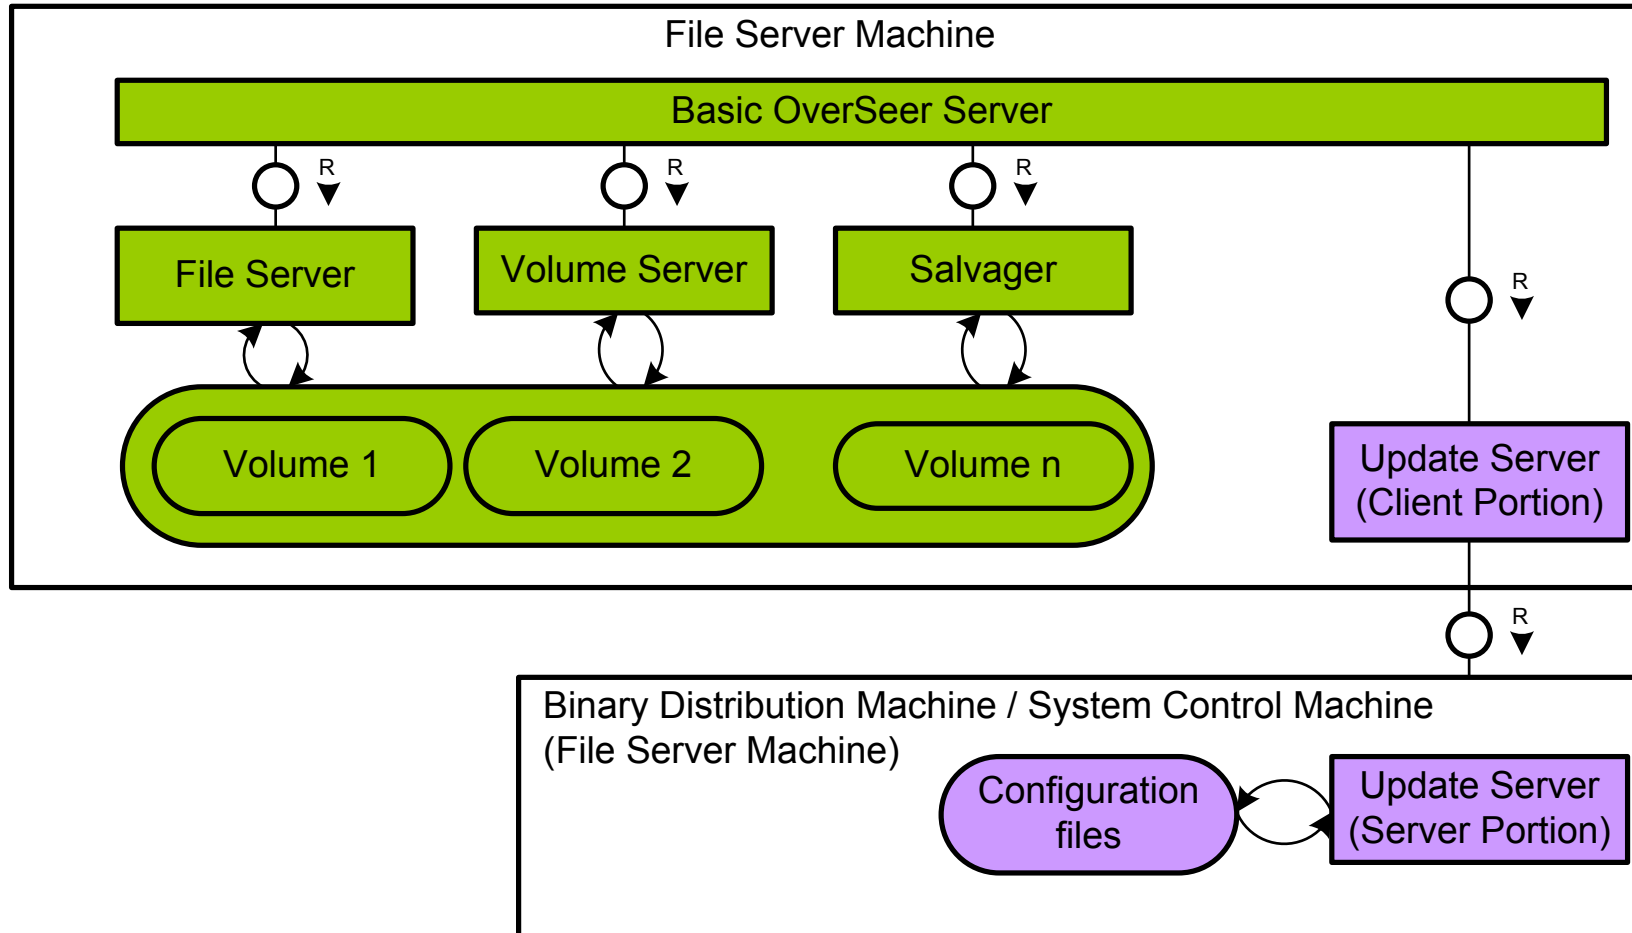 File Server Machine
Basic OverSeer Server
R
R
R
File Server
Volume Server
Salvager
R
Volume 1
Volume 2
Volume n
Update Server
(Client Portion)
R
Binary Distribution Machine / System Control Machine
(File Server Machine)
Configuration
files
Update Server
(Server Portion)